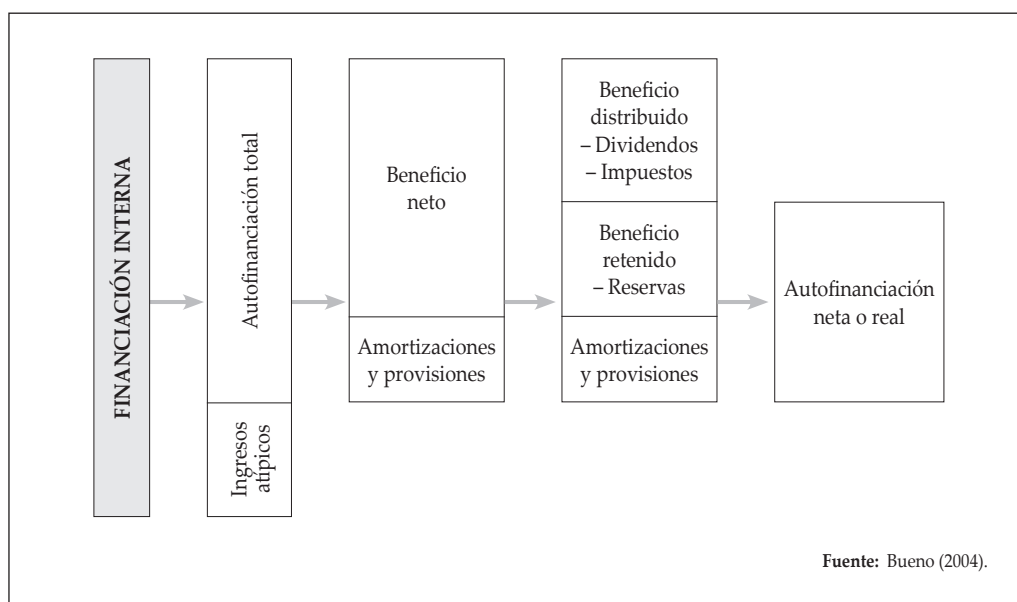 FINANCIACIÓN INTERNA
Autofinanciación total
Ingresos
atípicos
Beneficio
neto
Amortizaciones
y provisiones
Beneficio
distribuido
– Dividendos
– Impuestos
Beneficio
retenido
– Reservas
Amortizaciones
y provisiones
Autofinanciación
neta o real
Fuente: Bueno (2004).